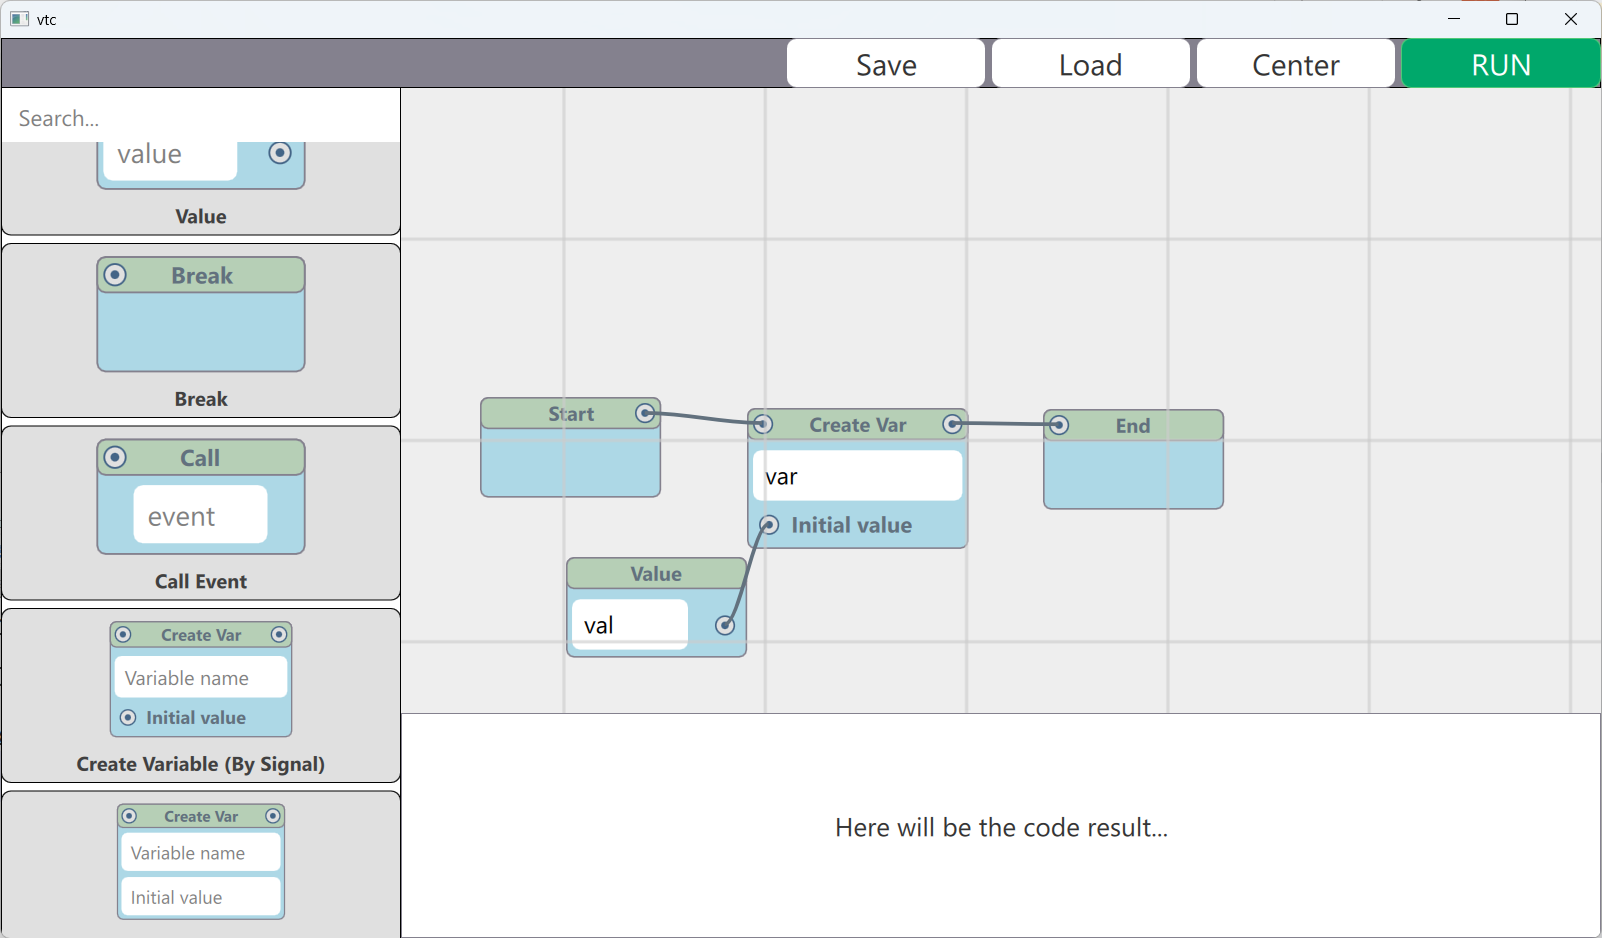 vtc
Save
Load
Center
RUN
Search...
value
Value
Break
Break
Call
event
Call Event
Create Var
Variable name
Initial value
Create Variable (By Signal)
Create Var
Variable name
Initial value
Start
Create Var
var
Initial value
End
Value
val
Here will be the code result...